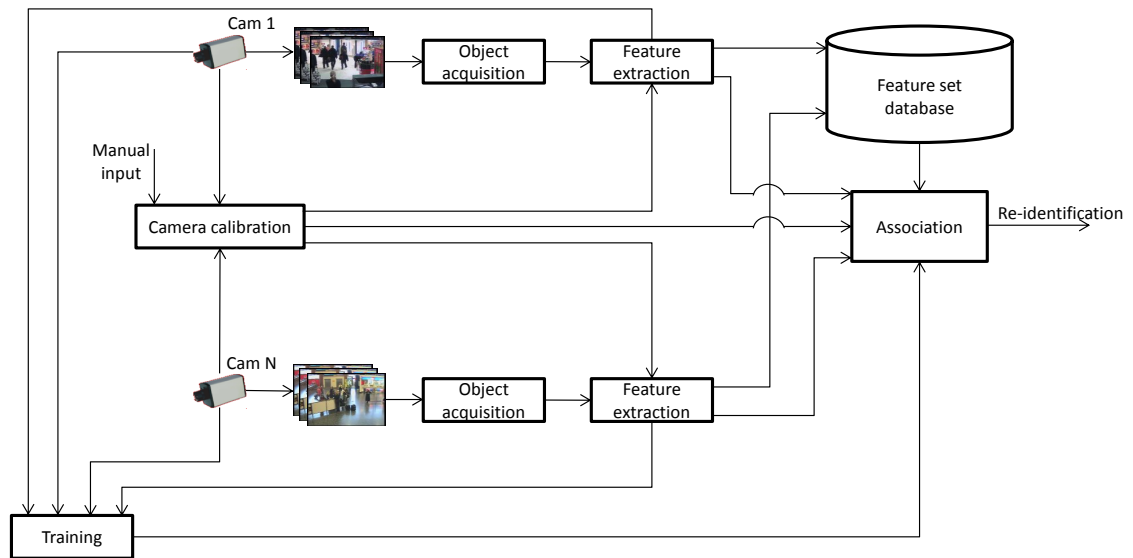 Cam 1
Object
acquisition
Feature
extraction
Feature set
database
Manual
input
Camera calibration
Association
Re-identification
Cam N
Object
acquisition
Feature
extraction
Training